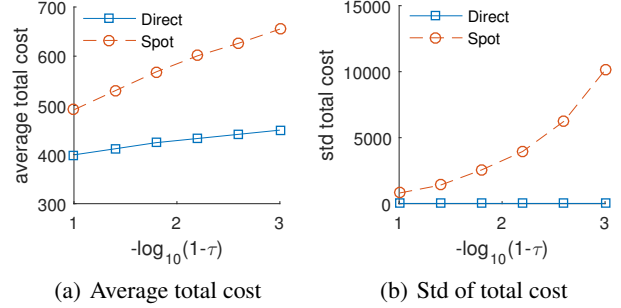 700
600
500
400
300
average total cost
Direct
Spot
1
2
3
-log₁₀(1-τ)
(a) Average total cost
15000
10000
5000
0
std total cost
Direct
Spot
1
2
3
-log₁₀(1-τ)
(b) Std of total cost